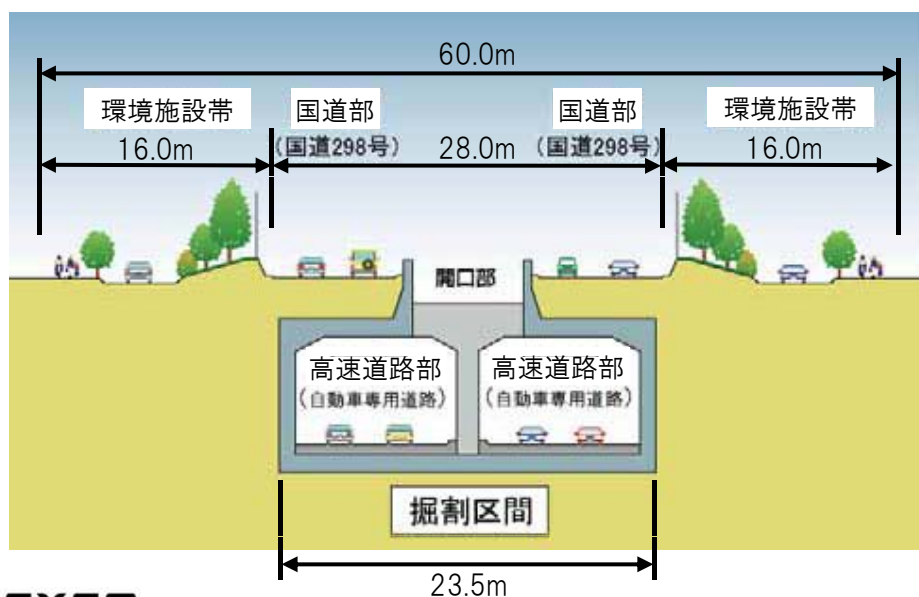 60.0m
環境施設帯
国道部
国道部
環境施設帯
16.0m
(国道298号)
28.0m
(国道298号)
16.0m
開口部
高速道路部
(自動車専用道路)
高速道路部
(自動車専用道路)
掘割区間
23.5m